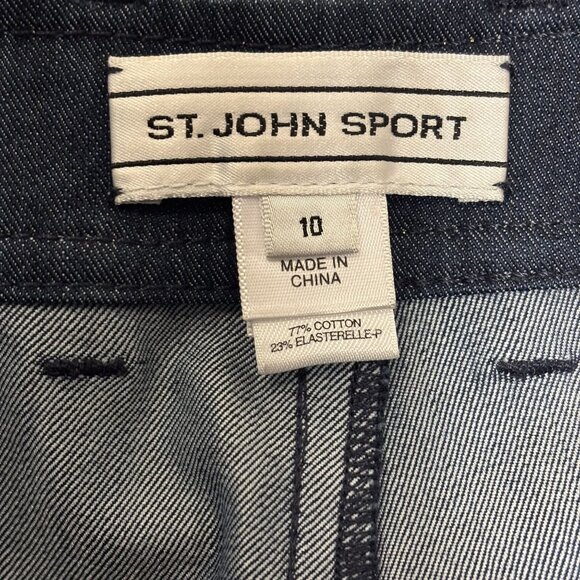 ST. JOHN SPORT
10
MADE IN
CHINA
77% COTTON
23% ELASTERELLE-P